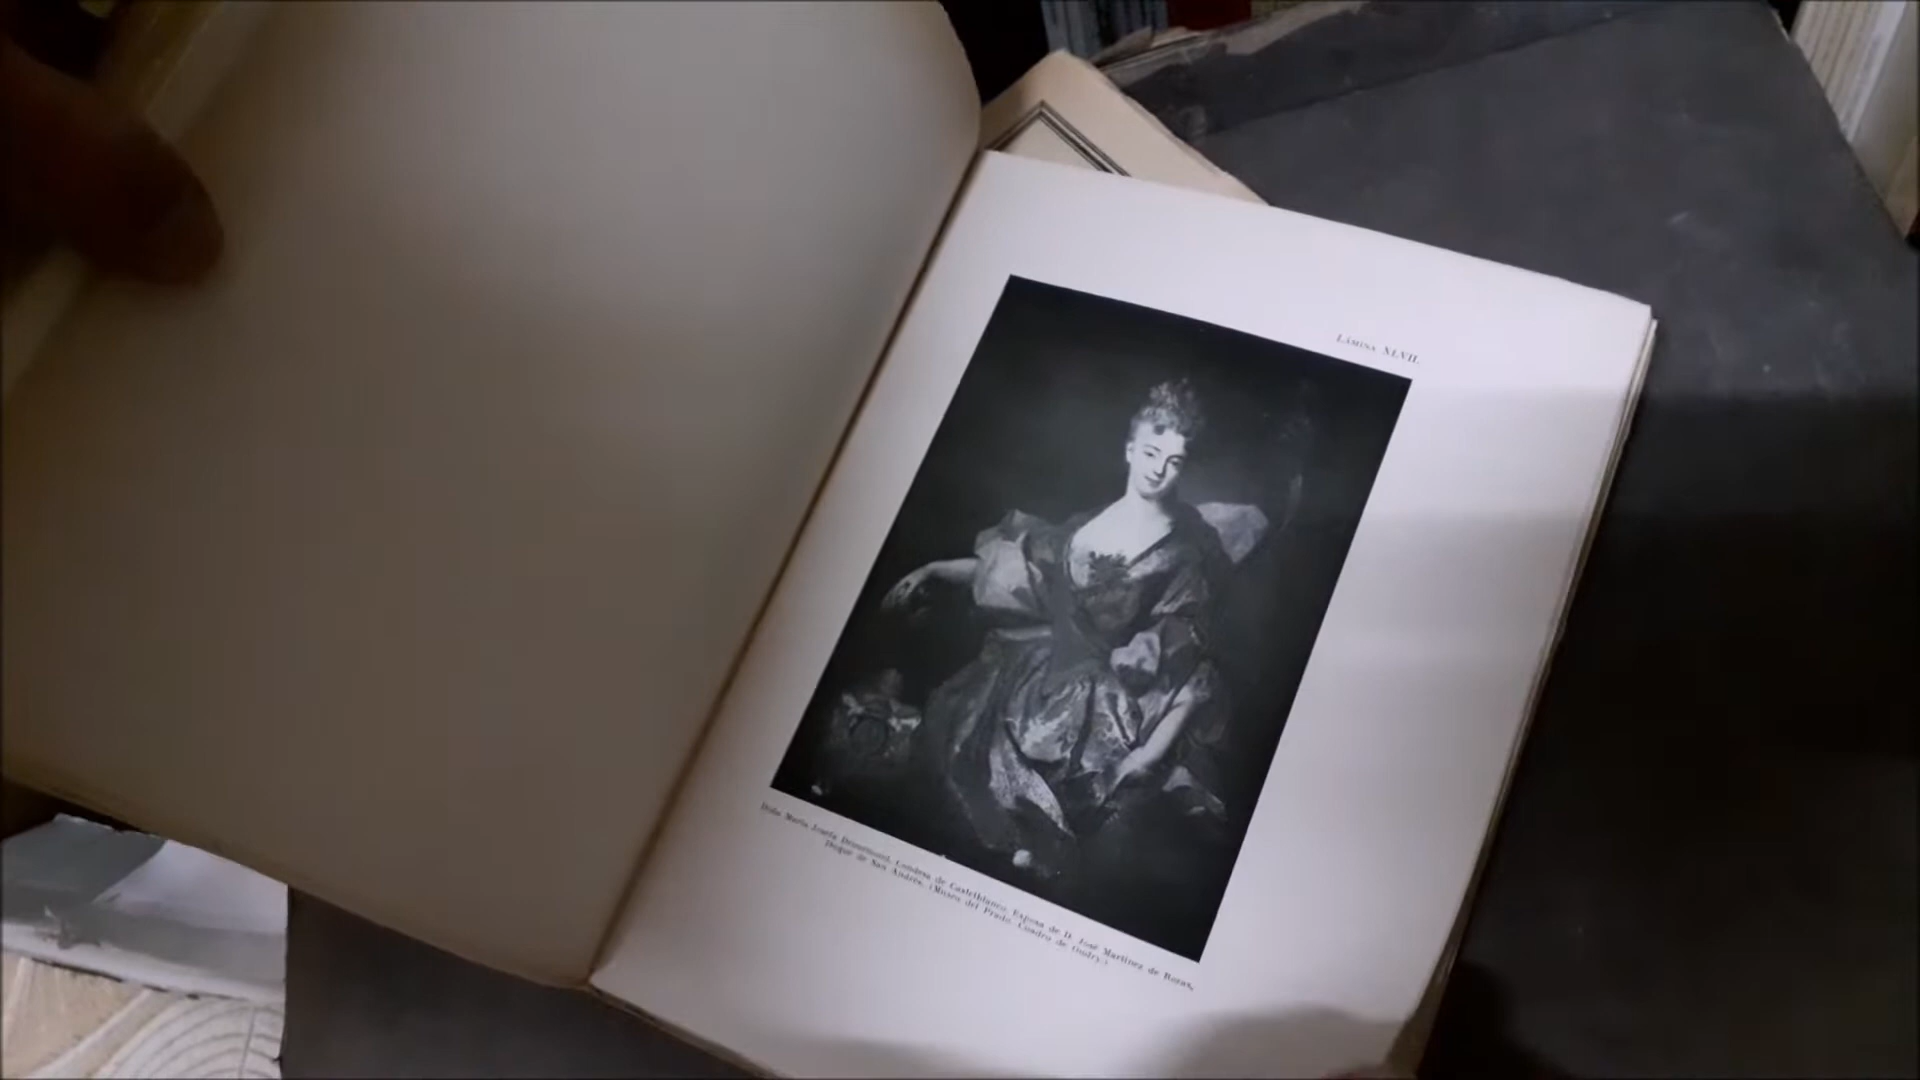 LÁMINA XLVII.
Doña María Josefa Drummond, Condesa de Castelblanco. Esposa de D. José Martínez de Rozas,
Duque de San Andrés. (Museo del Prado. Cuadro de Oudry.)